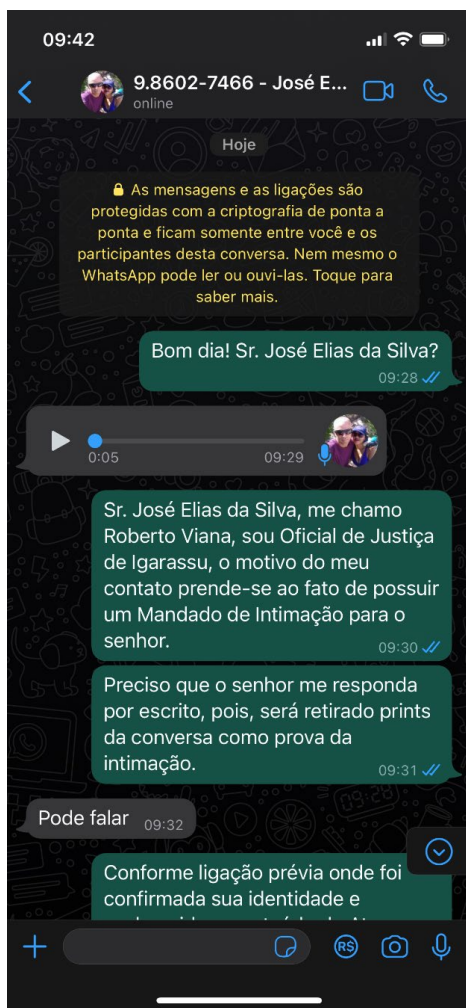 09:42
9.8602-7466 - José E...
online
Hoje
As mensagens e as ligações são
protegidas com a criptografia de ponta a
ponta e ficam somente entre você e os
participantes desta conversa. Nem mesmo o
WhatsApp pode ler ou ouvi-las. Toque para
saber mais.
Bom dia! Sr. José Elias da Silva?
09:28
0:05
09:29
Sr. José Elias da Silva, me chamo
Roberto Viana, sou Oficial de Justiça
de Igarassu, o motivo do meu
contato prende-se ao fato de possuir
um Mandado de Intimação para o
senhor.
09:30
Preciso que o senhor me responda
por escrito, pois, será retirado prints
da conversa como prova da
intimação.
09:31
Pode falar 09:32
Conforme ligação prévia onde foi
confirmada sua identidade e
R$